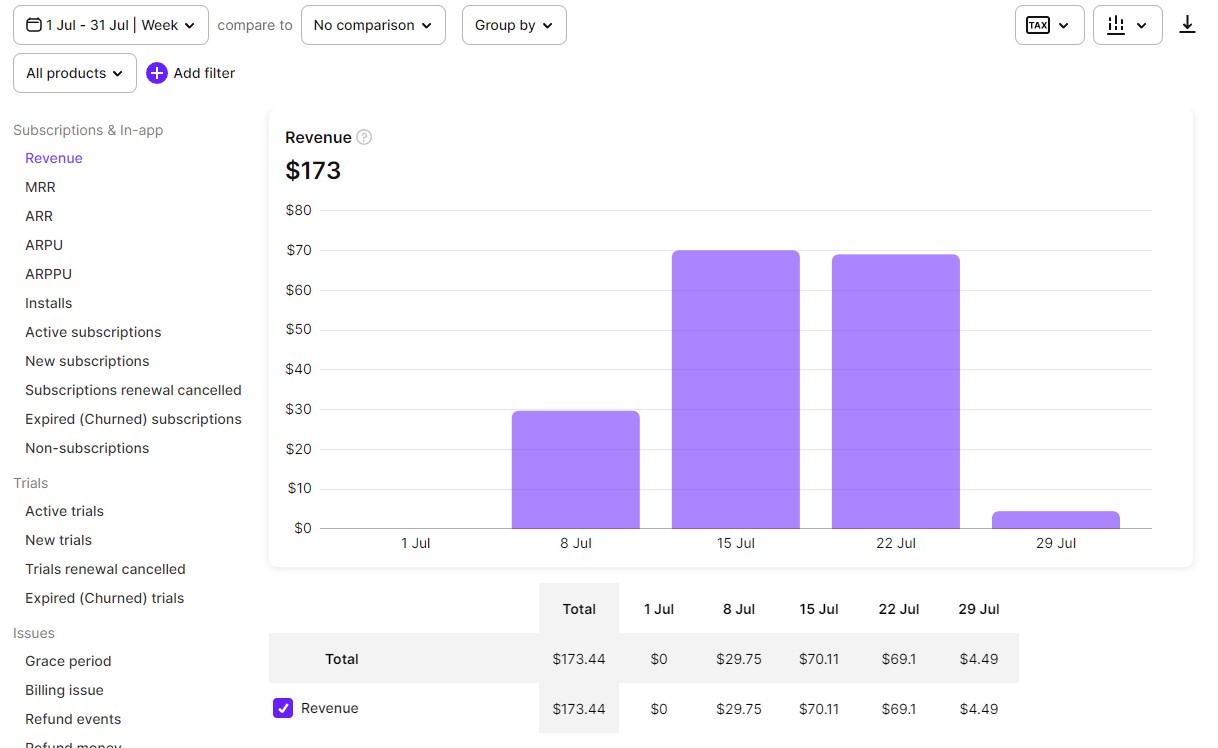 1 Jul - 31 Jul | Week compare to No comparison Group by TAX
All products Add filter
Subscriptions & In-app
Revenue
MRR
ARR
ARPU
ARPPU
Installs
Active subscriptions
New subscriptions
Subscriptions renewal cancelled
Expired (Churned) subscriptions
Non-subscriptions
Trials
Active trials
New trials
Trials renewal cancelled
Expired (Churned) trials
Issues
Grace period
Billing issue
Refund events
Refund money
Revenue ?
$173
$80
$70
$60
$50
$40
$30
$20
$10
$0
1 Jul 8 Jul 15 Jul 22 Jul 29 Jul
Total 1 Jul 8 Jul 15 Jul 22 Jul 29 Jul
Total $173.44 $0 $29.75 $70.11 $69.1 $4.49
Revenue $173.44 $0 $29.75 $70.11 $69.1 $4.49